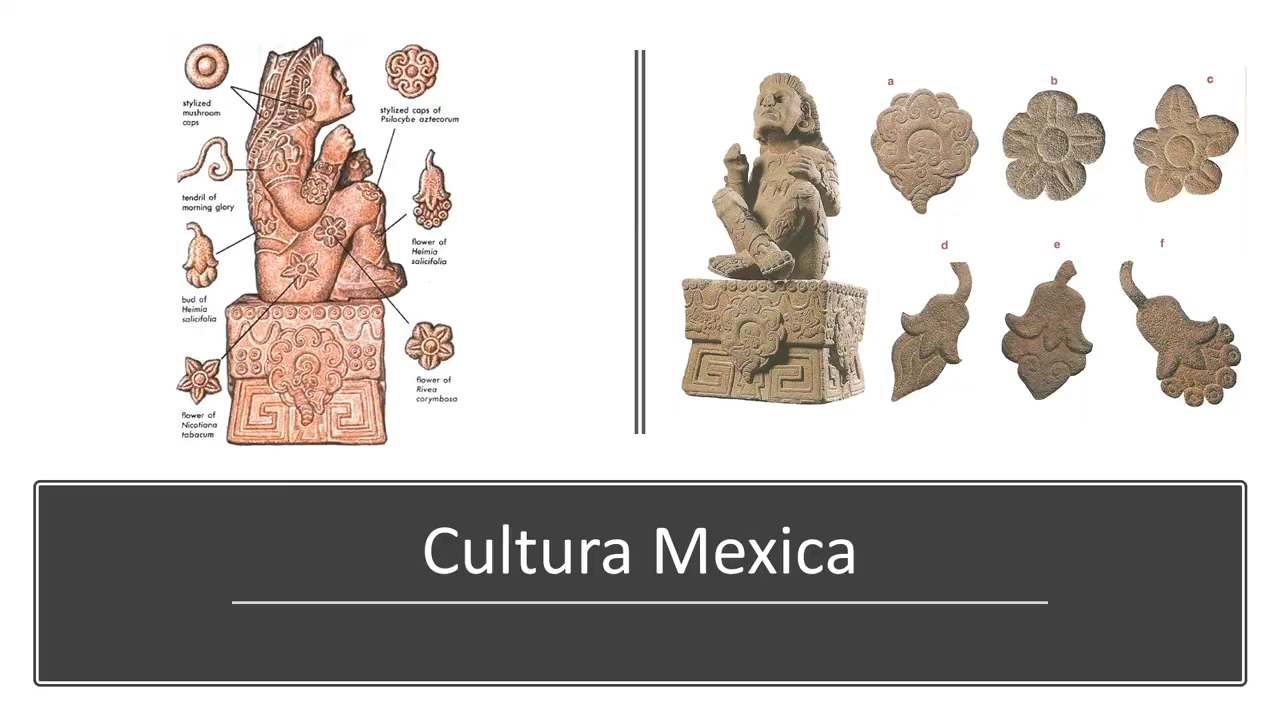 stylized
mushroom
caps
stylized caps of
Psilocybe aztecorum
tendril of
morning glory
flower of
Heimia
salicifolia
bud of
Heimia
salicifolia
flower of
Rivea
corymbosa
flower of
Nicotiana
tabacum
a
b
c
d
e
f
Cultura Mexica